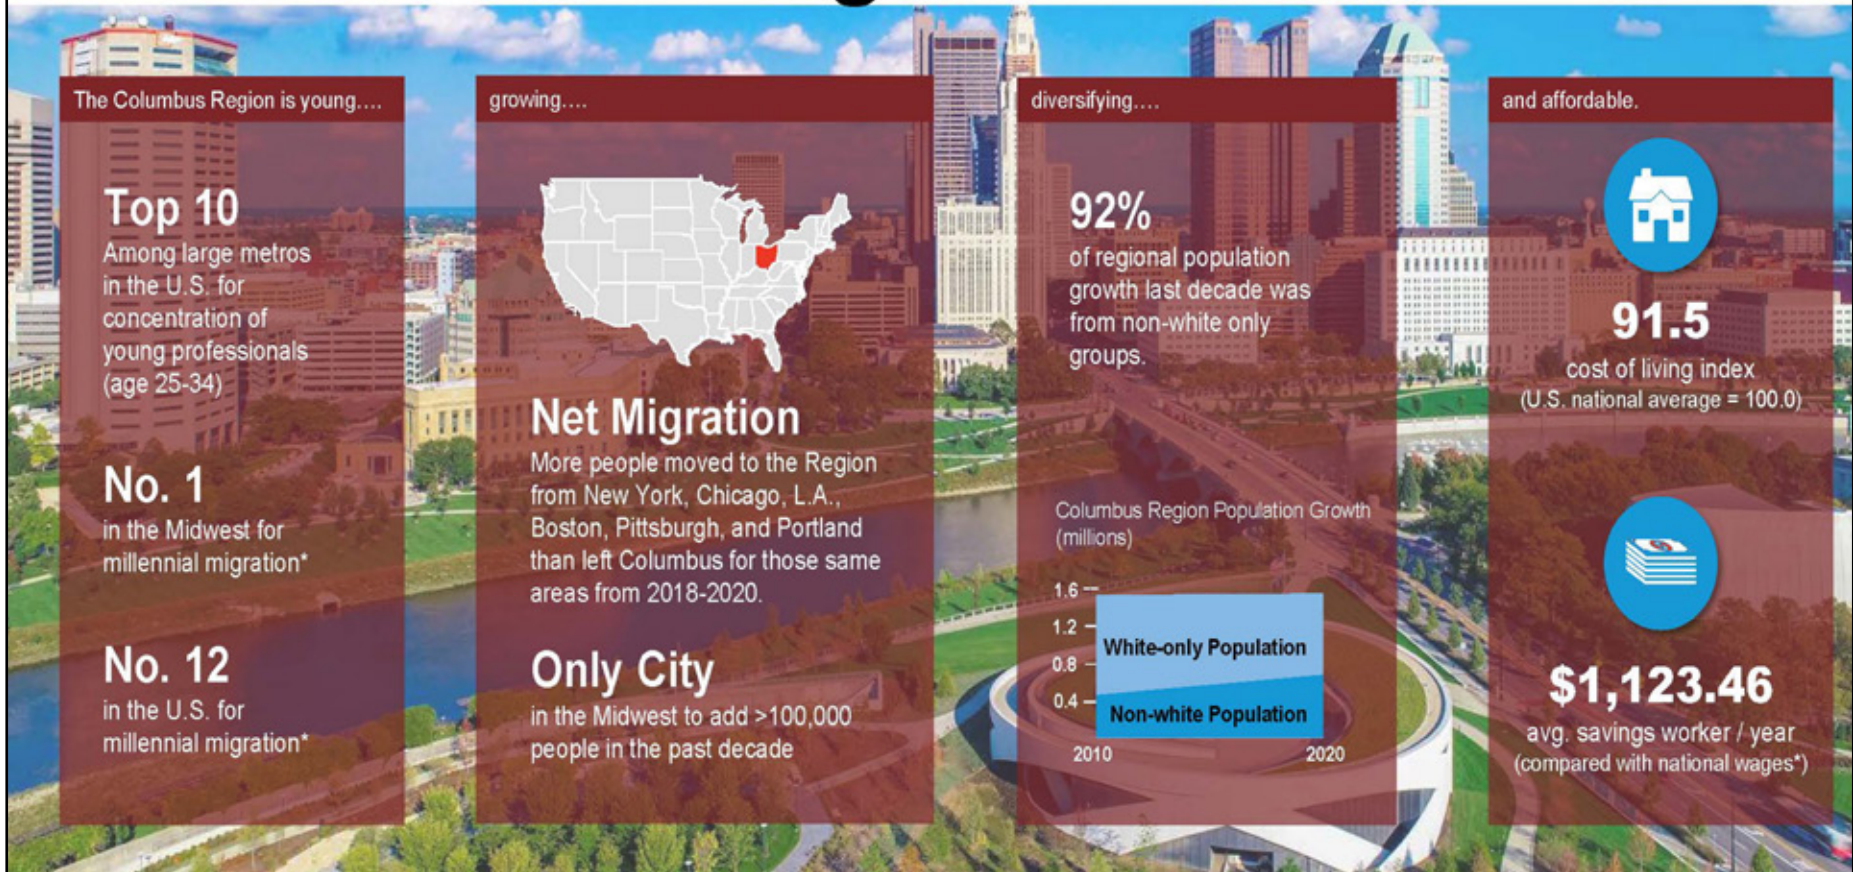 The Columbus Region is young....
Top 10
Among large metros
in the U.S. for
concentration of
young professionals
(age 25-34)
No. 1
in the Midwest for
millennial migration*
No. 12
in the U.S. for
millennial migration*
growing....
Net Migration
More people moved to the Region
from New York, Chicago, L.A.,
Boston, Pittsburgh, and Portland
than left Columbus for those same
areas from 2018-2020.
Only City
in the Midwest to add >100,000
people in the past decade
diversifying....
92%
of regional population
growth last decade was
from non-white only
groups.
Columbus Region Population Growth
(millions)
1.6
1.2
0.8
0.4
White-only Population
Non-white Population
2010
2020
and affordable.
91.5
cost of living index
(U.S. national average = 100.0)
$1,123.46
avg. savings worker / year
(compared with national wages*)